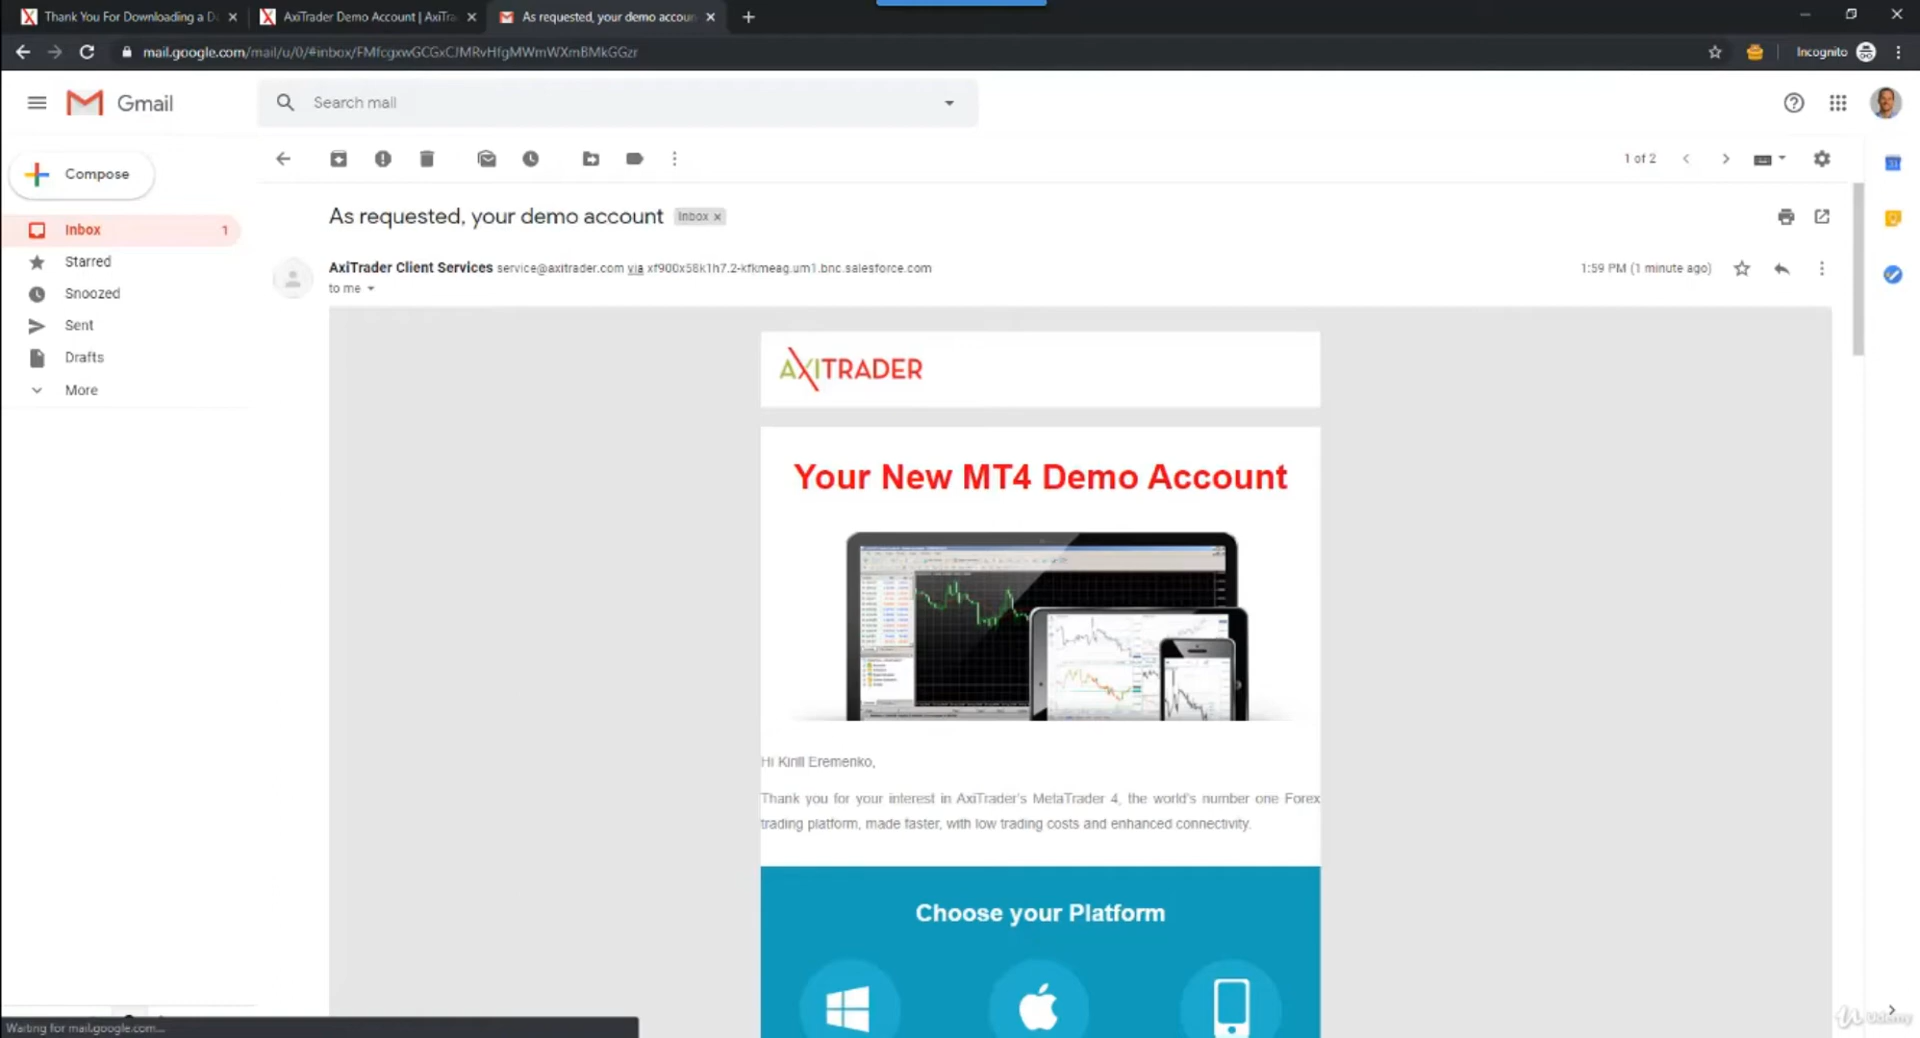 Thank You For Downloading a D
AxiTrader Demo Account | AxiTra
As requested, your demo accoun
mail.google.com/mail/u/0/#inbox/FMfcgxwGCGxCJMRvHfgMWmWXmBMkGGzr
Incognito
Gmail
Search mail
Compose
1 of 2
As requested, your demo account
Inbox x
Inbox 1
Starred
Snoozed
Sent
Drafts
More
AxiTrader Client Services service@axitrader.com via xf900x58k1h7.2-kfkmeag.um1.bnc.salesforce.com
1:59 PM (1 minute ago)
to me
AXITRADER
Your New MT4 Demo Account
Hi Kirill Eremenko,
Thank you for your interest in AxiTrader's MetaTrader 4, the world's number one Forex
trading platform, made faster, with low trading costs and enhanced connectivity.
Choose your Platform
Waiting for mail.google.com...
Udemy